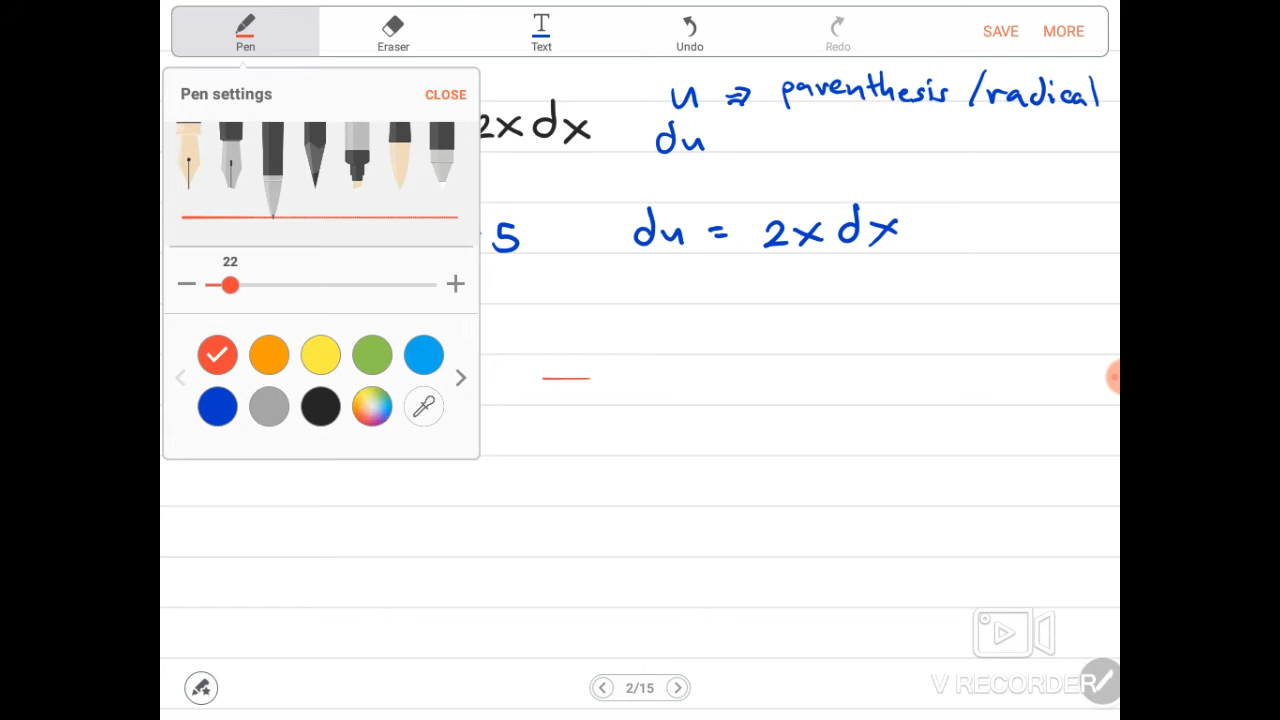 Pen Eraser Text Undo Redo SAVE MORE
Pen settings CLOSE
22
u ⇒ parenthesis /radical
2x dx
du
5 du = 2x dx
2/15
V RECORDER